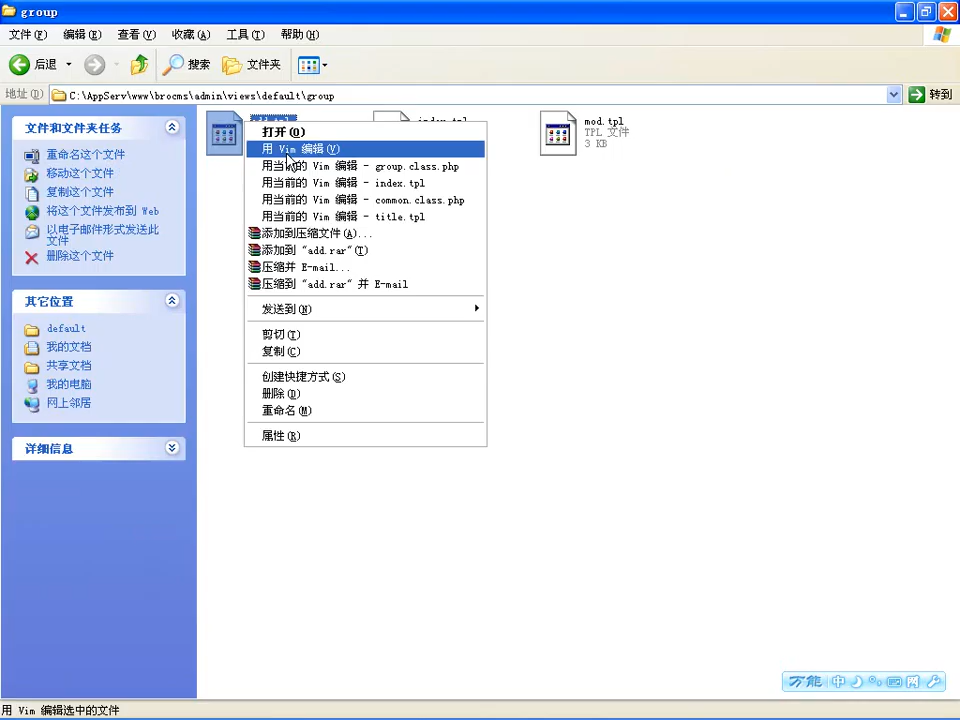 group
文件(F) 编辑(E) 查看(V) 收藏(A) 工具(T) 帮助(H)
后退 搜索 文件夹
地址(D) C:\AppServ\www\brocms\admin\views\default\group 转到
文件和文件夹任务
重命名这个文件
移动这个文件
复制这个文件
将这个文件发布到 Web
以电子邮件形式发送此
文件
删除这个文件
其它位置
default
我的文档
共享文档
我的电脑
网上邻居
详细信息
index.tpl
mod.tpl
TPL 文件
3 KB
打开(O)
用 Vim 编辑(V)
用当前的 Vim 编辑 - group.class.php
用当前的 Vim 编辑 - index.tpl
用当前的 Vim 编辑 - common.class.php
用当前的 Vim 编辑 - title.tpl
添加到压缩文件(A)...
添加到 "add.rar"(T)
压缩并 E-mail...
压缩到 "add.rar" 并 E-mail
发送到(N)
剪切(T)
复制(C)
创建快捷方式(S)
删除(D)
重命名(M)
属性(R)
万能 中 网
用 Vim 编辑选中的文件